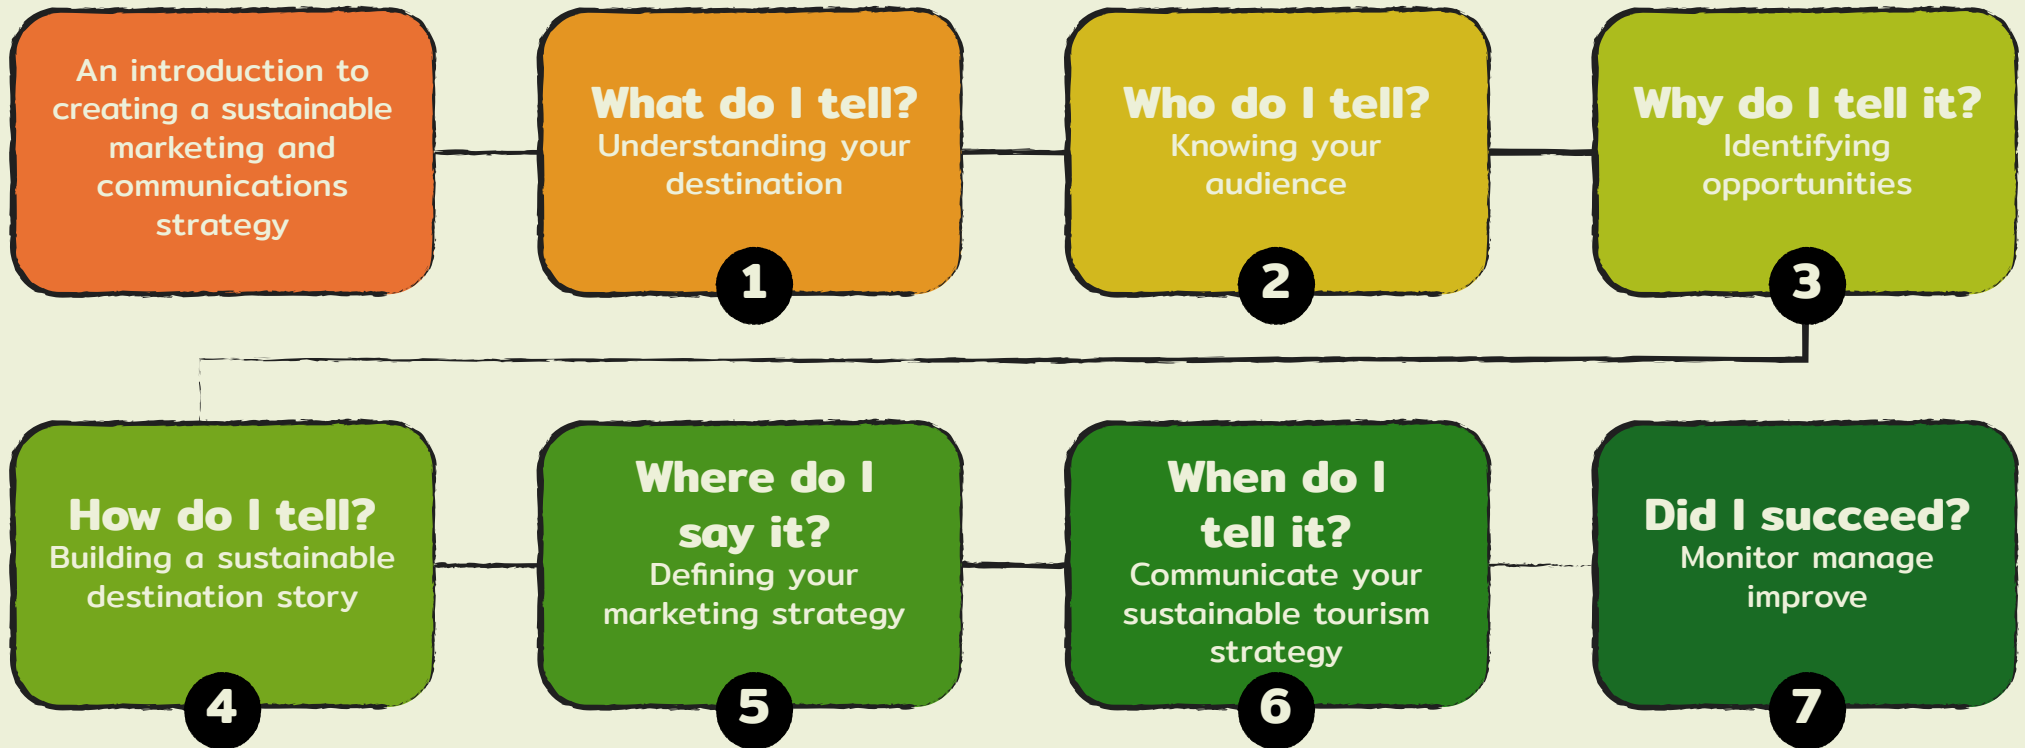 An introduction to
creating a sustainable
marketing and
communications
strategy
What do I tell?
Understanding your
destination
1
Who do I tell?
Knowing your
audience
2
Why do I tell it?
Identifying
opportunities
3
How do I tell?
Building a sustainable
destination story
4
Where do I
say it?
Defining your
marketing strategy
5
When do I
tell it?
Communicate your
sustainable tourism
strategy
6
Did I succeed?
Monitor manage
improve
7